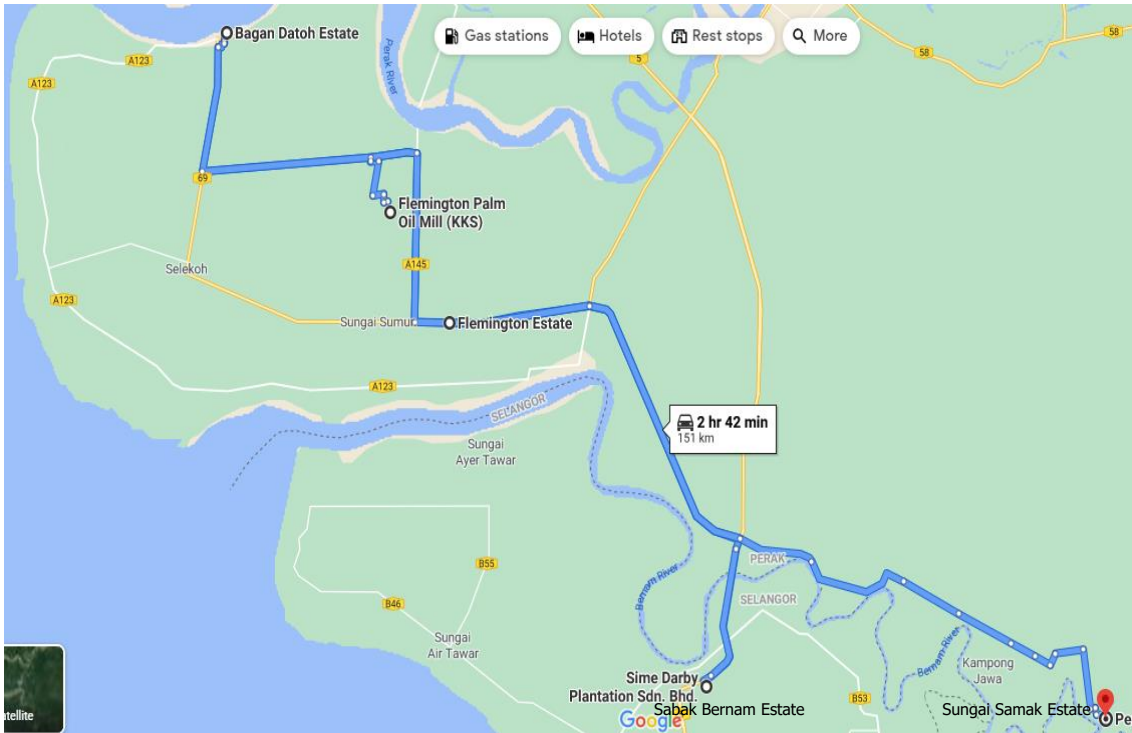 Bagan Datoh Estate
Gas stations
Hotels
Rest stops
More
58
5
58
A123
A123
Perak River
69
Flemington Palm
Oil Mill (KKS)
Selekoh
A145
A123
Sungai Sumur
Flemington Estate
A123
SELANGOR
2 hr 42 min
151 km
Sungai
Ayer Tawar
B55
PERAK
Bernam River
SELANGOR
B46
Sungai
Air Tawar
Bernam River
Kampong
Jawa
Sime Darby
Plantation Sdn. Bhd.
B53
Sabak Bernam Estate
Sungai Samak Estate
Google
Pe
atellite